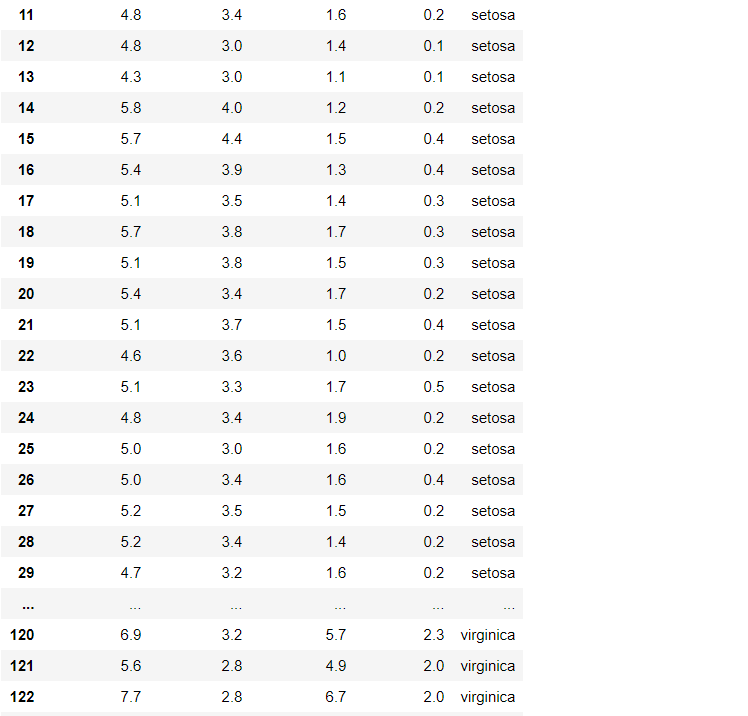 11 4.8 3.4 1.6 0.2 setosa
12 4.8 3.0 1.4 0.1 setosa
13 4.3 3.0 1.1 0.1 setosa
14 5.8 4.0 1.2 0.2 setosa
15 5.7 4.4 1.5 0.4 setosa
16 5.4 3.9 1.3 0.4 setosa
17 5.1 3.5 1.4 0.3 setosa
18 5.7 3.8 1.7 0.3 setosa
19 5.1 3.8 1.5 0.3 setosa
20 5.4 3.4 1.7 0.2 setosa
21 5.1 3.7 1.5 0.4 setosa
22 4.6 3.6 1.0 0.2 setosa
23 5.1 3.3 1.7 0.5 setosa
24 4.8 3.4 1.9 0.2 setosa
25 5.0 3.0 1.6 0.2 setosa
26 5.0 3.4 1.6 0.4 setosa
27 5.2 3.5 1.5 0.2 setosa
28 5.2 3.4 1.4 0.2 setosa
29 4.7 3.2 1.6 0.2 setosa
... ... ... ... ... ...
120 6.9 3.2 5.7 2.3 virginica
121 5.6 2.8 4.9 2.0 virginica
122 7.7 2.8 6.7 2.0 virginica